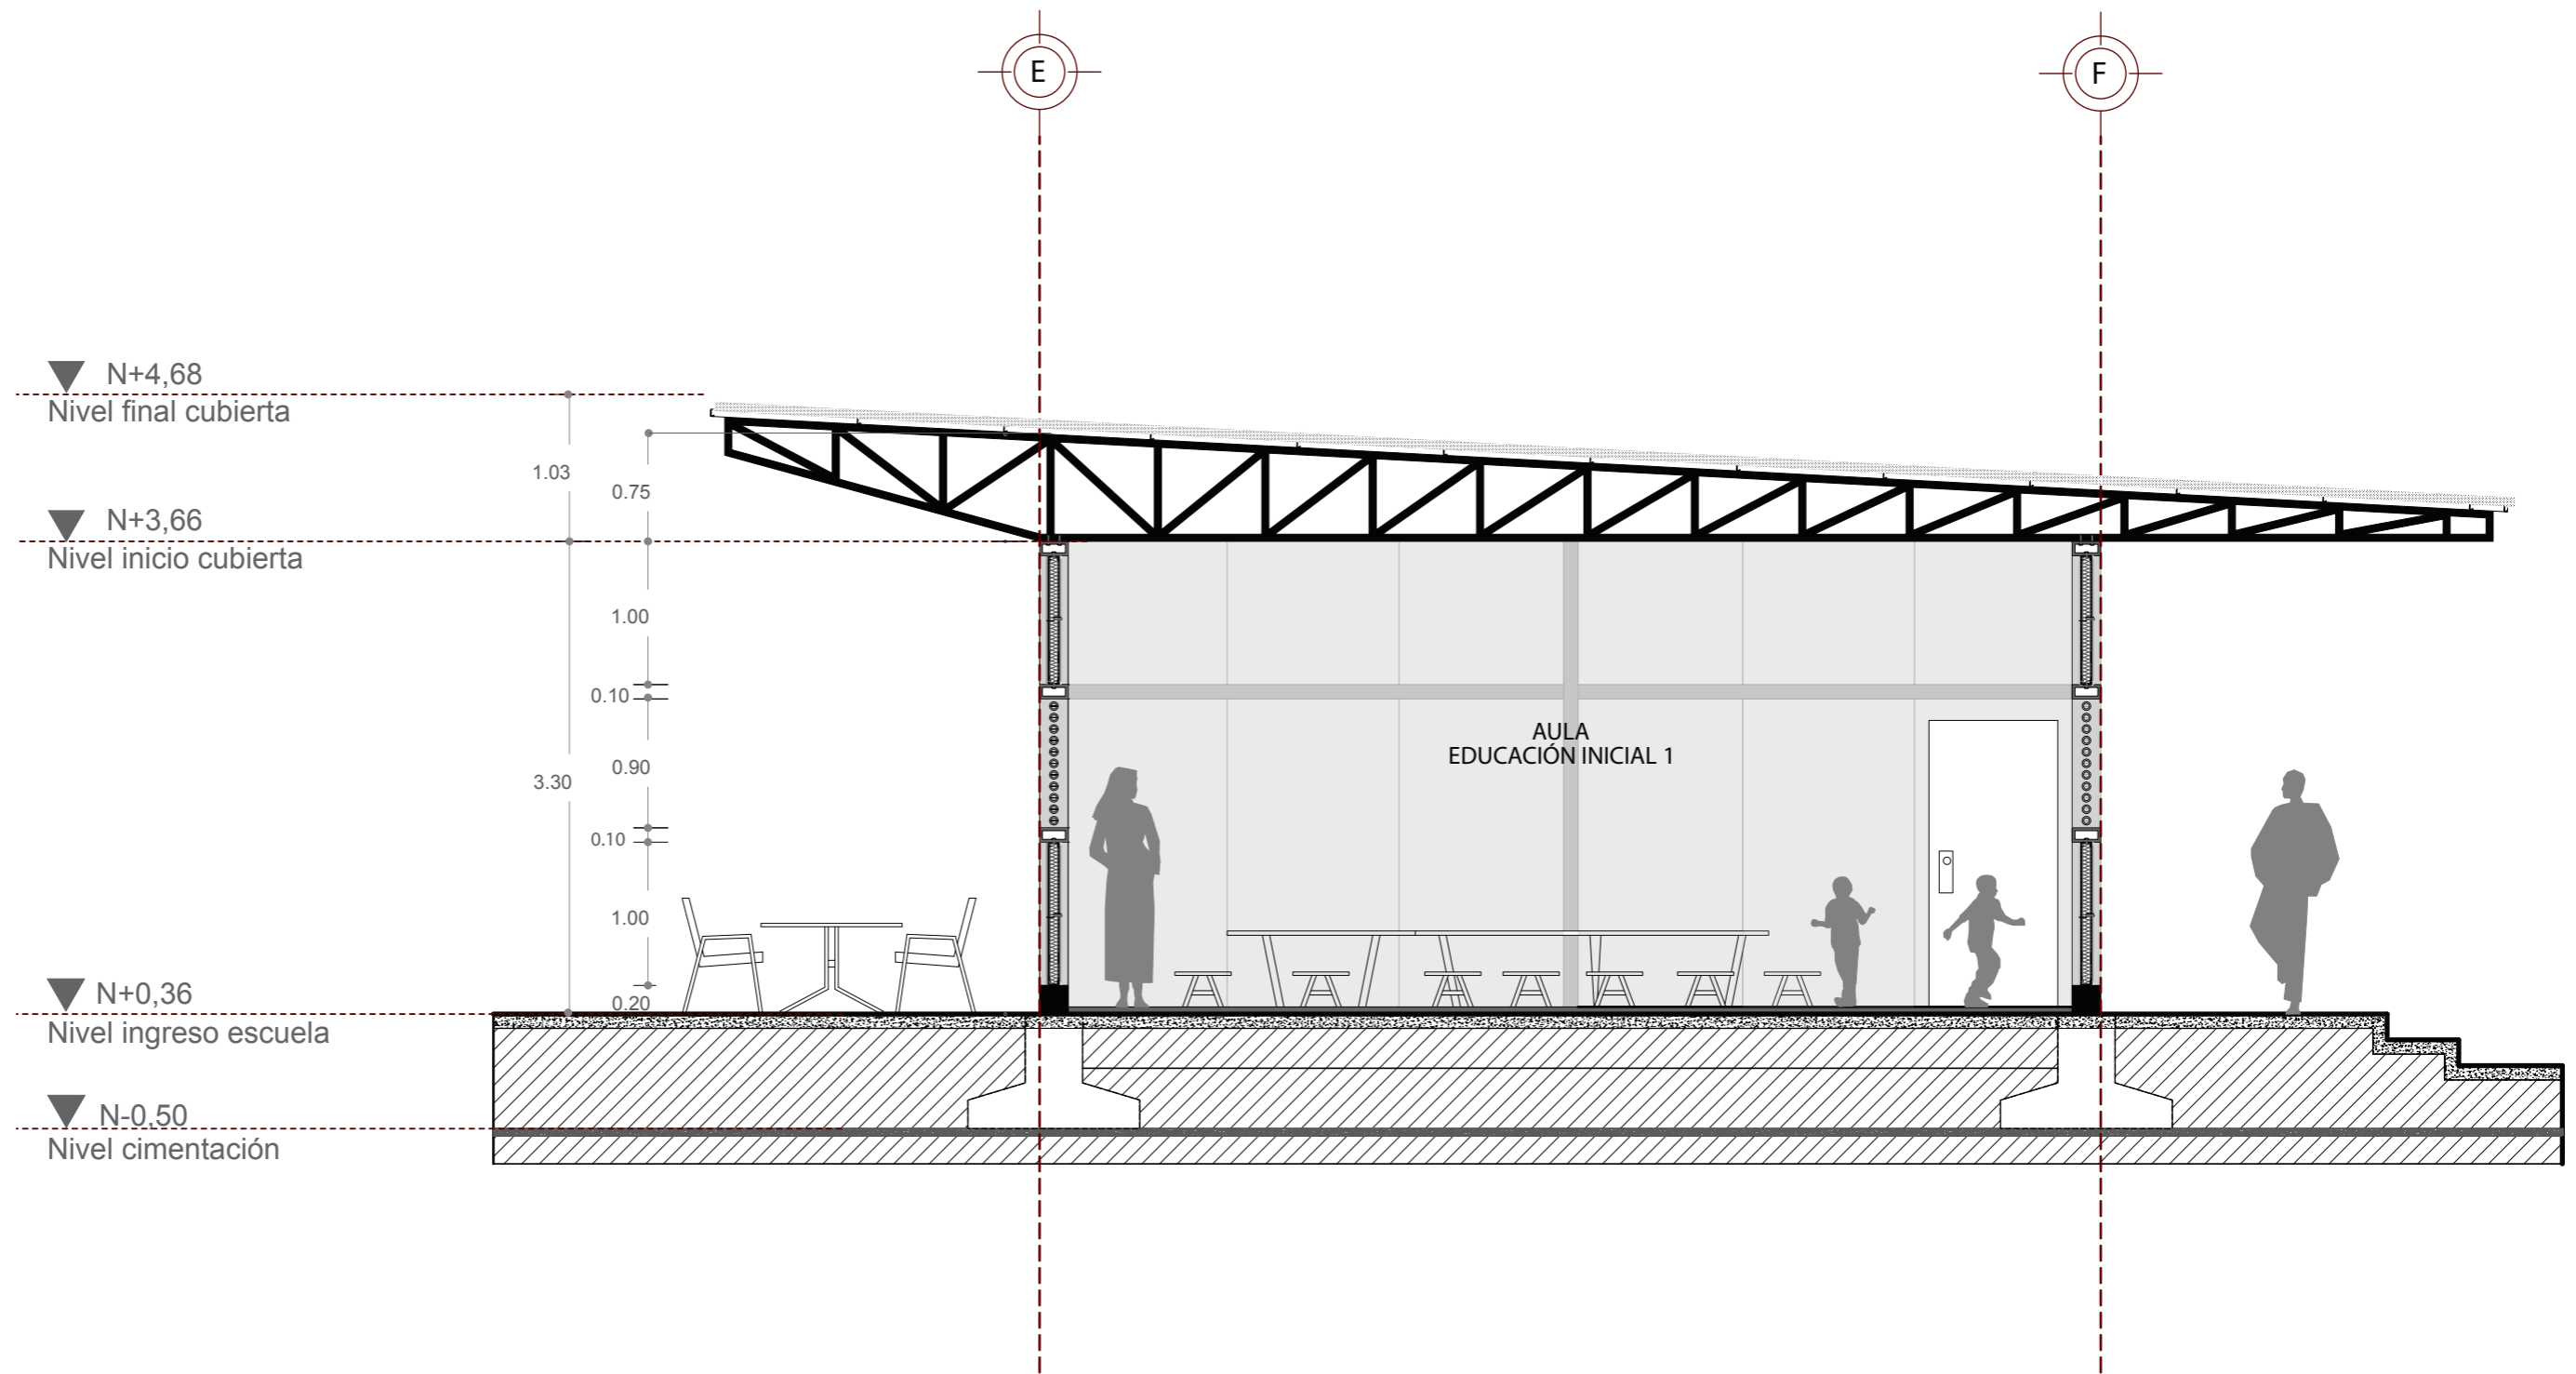 E
F
N+4,68
Nivel final cubierta
1.03
0.75
N+3,66
Nivel inicio cubierta
1.00
0.10
AULA
EDUCACIÓN INICIAL 1
0.90
3.30
0.10
1.00
N+0,36
0.20
Nivel ingreso escuela
N-0,50
Nivel cimentación